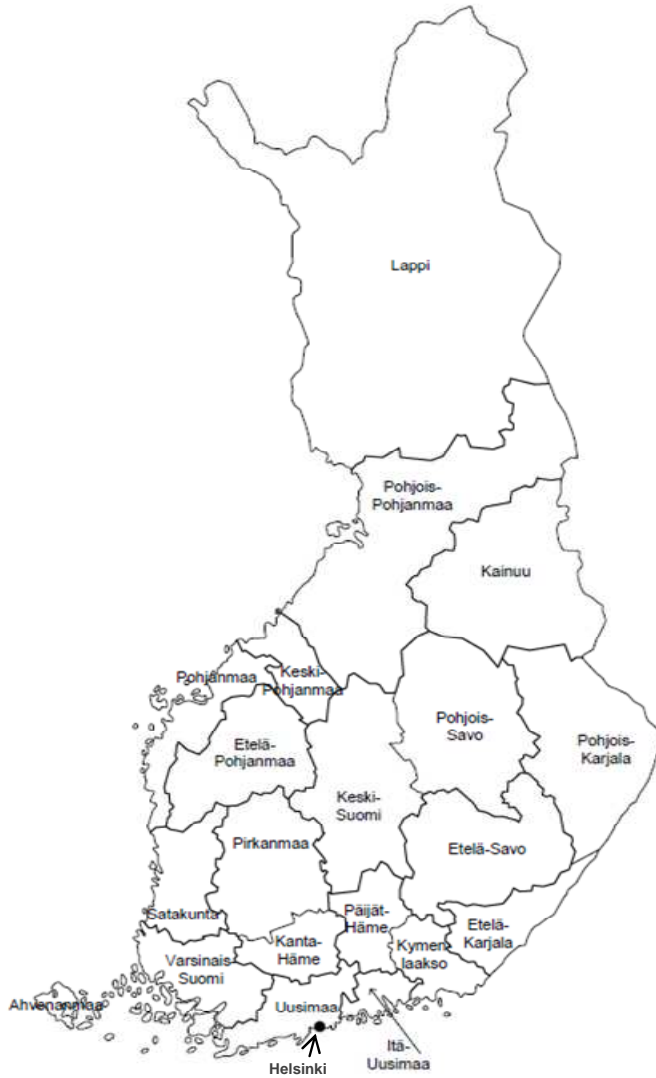 Lappi
Pohjois-
Pohjanmaa
Kainuu
Pohjanmaa
Keski-
Pohjanmaa
Pohjois-
Savo
Pohjois-
Karjala
Etelä-
Pohjanmaa
Keski-
Suomi
Pirkanmaa
Etelä-Savo
Satakunta
Päijät-
Häme
Etelä-
Karjala
Kanta-
Häme
Kymen
laakso
Varsinais-
Suomi
Ahvenanmaa
Uusimaa
Itä-
Uusimaa
Helsinki